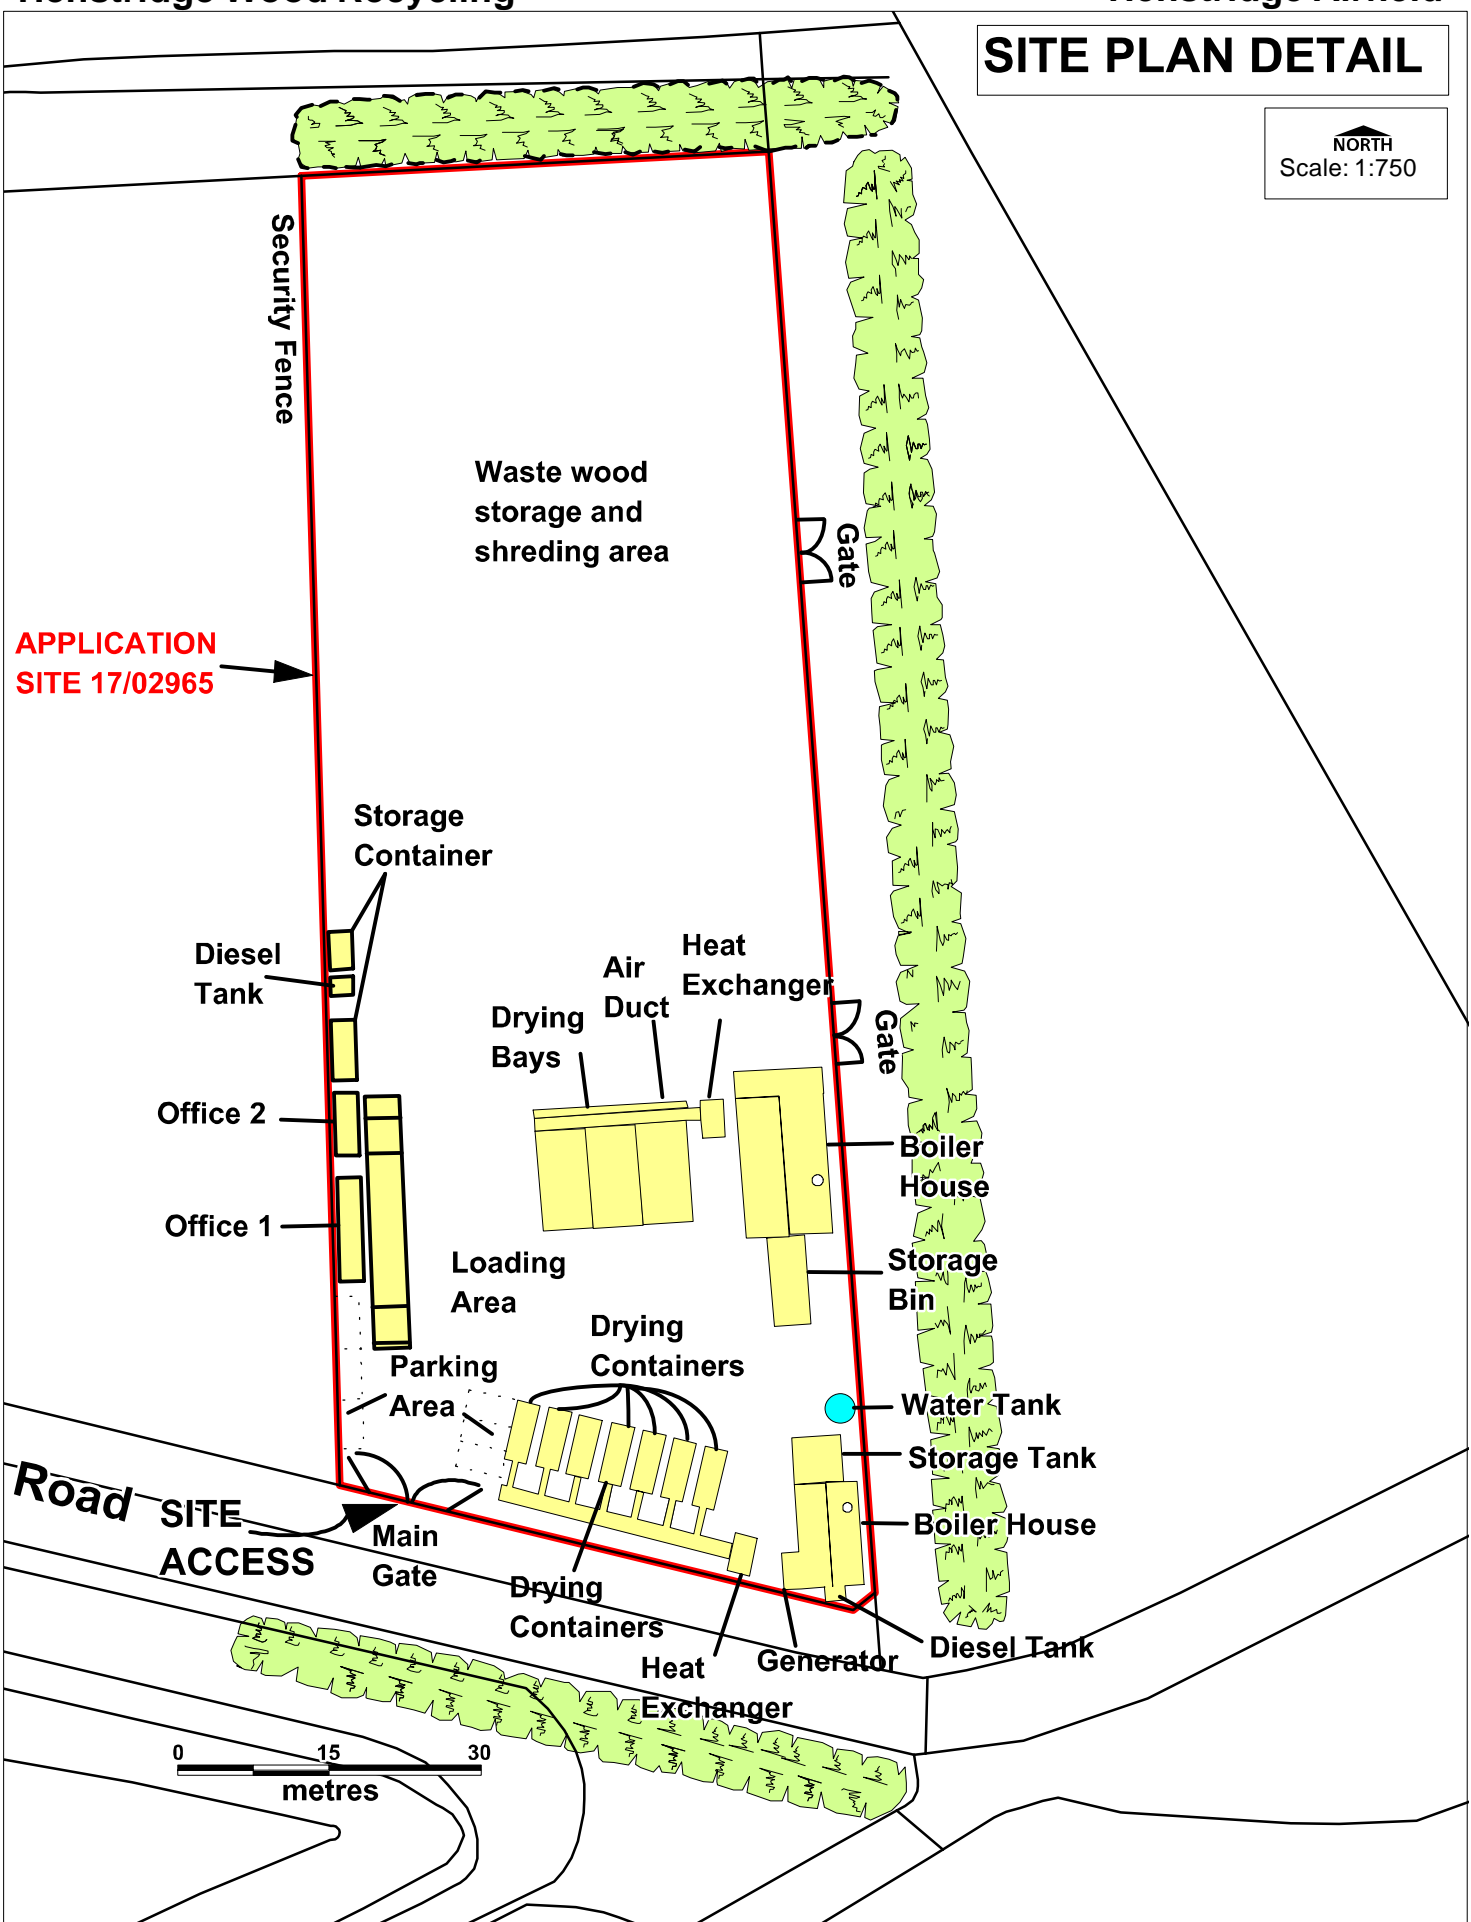 SITE PLAN DETAIL
NORTH
Scale: 1:750
Security Fence
Waste wood
storage and
shreding area
Gate
APPLICATION
SITE 17/02965
Storage
Container
Diesel
Tank
Heat
Exchanger
Air
Duct
Drying
Bays
Gate
Office 2
Boiler
House
Office 1
Loading
Area
Storage
Bin
Drying
Containers
Parking
Area
Water Tank
Storage Tank
Road
SITE
ACCESS
Main
Gate
Boiler House
Drying
Containers
Heat
Exchanger
Generator
Diesel Tank
0 15 30
metres